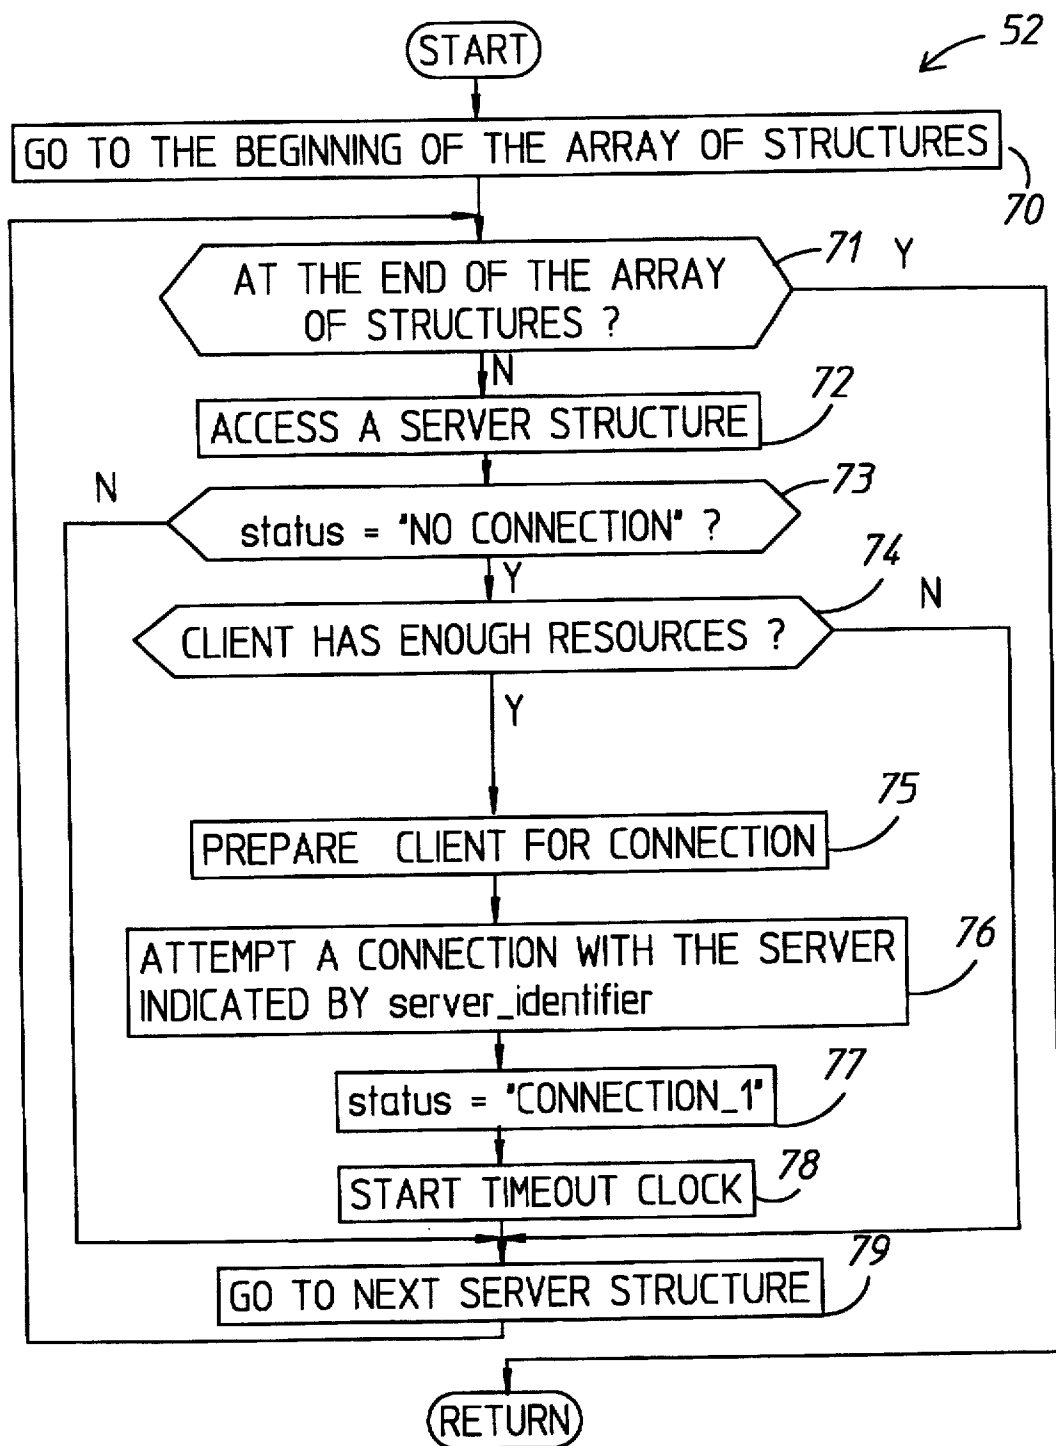 START
52
GO TO THE BEGINNING OF THE ARRAY OF STRUCTURES
70
71
Y
AT THE END OF THE ARRAY
OF STRUCTURES ?
N
72
ACCESS A SERVER STRUCTURE
N
73
status = "NO CONNECTION" ?
Y
74
N
CLIENT HAS ENOUGH RESOURCES ?
Y
75
PREPARE CLIENT FOR CONNECTION
76
ATTEMPT A CONNECTION WITH THE SERVER
INDICATED BY server_identifier
77
status = "CONNECTION_1"
78
START TIMEOUT CLOCK
79
GO TO NEXT SERVER STRUCTURE
RETURN